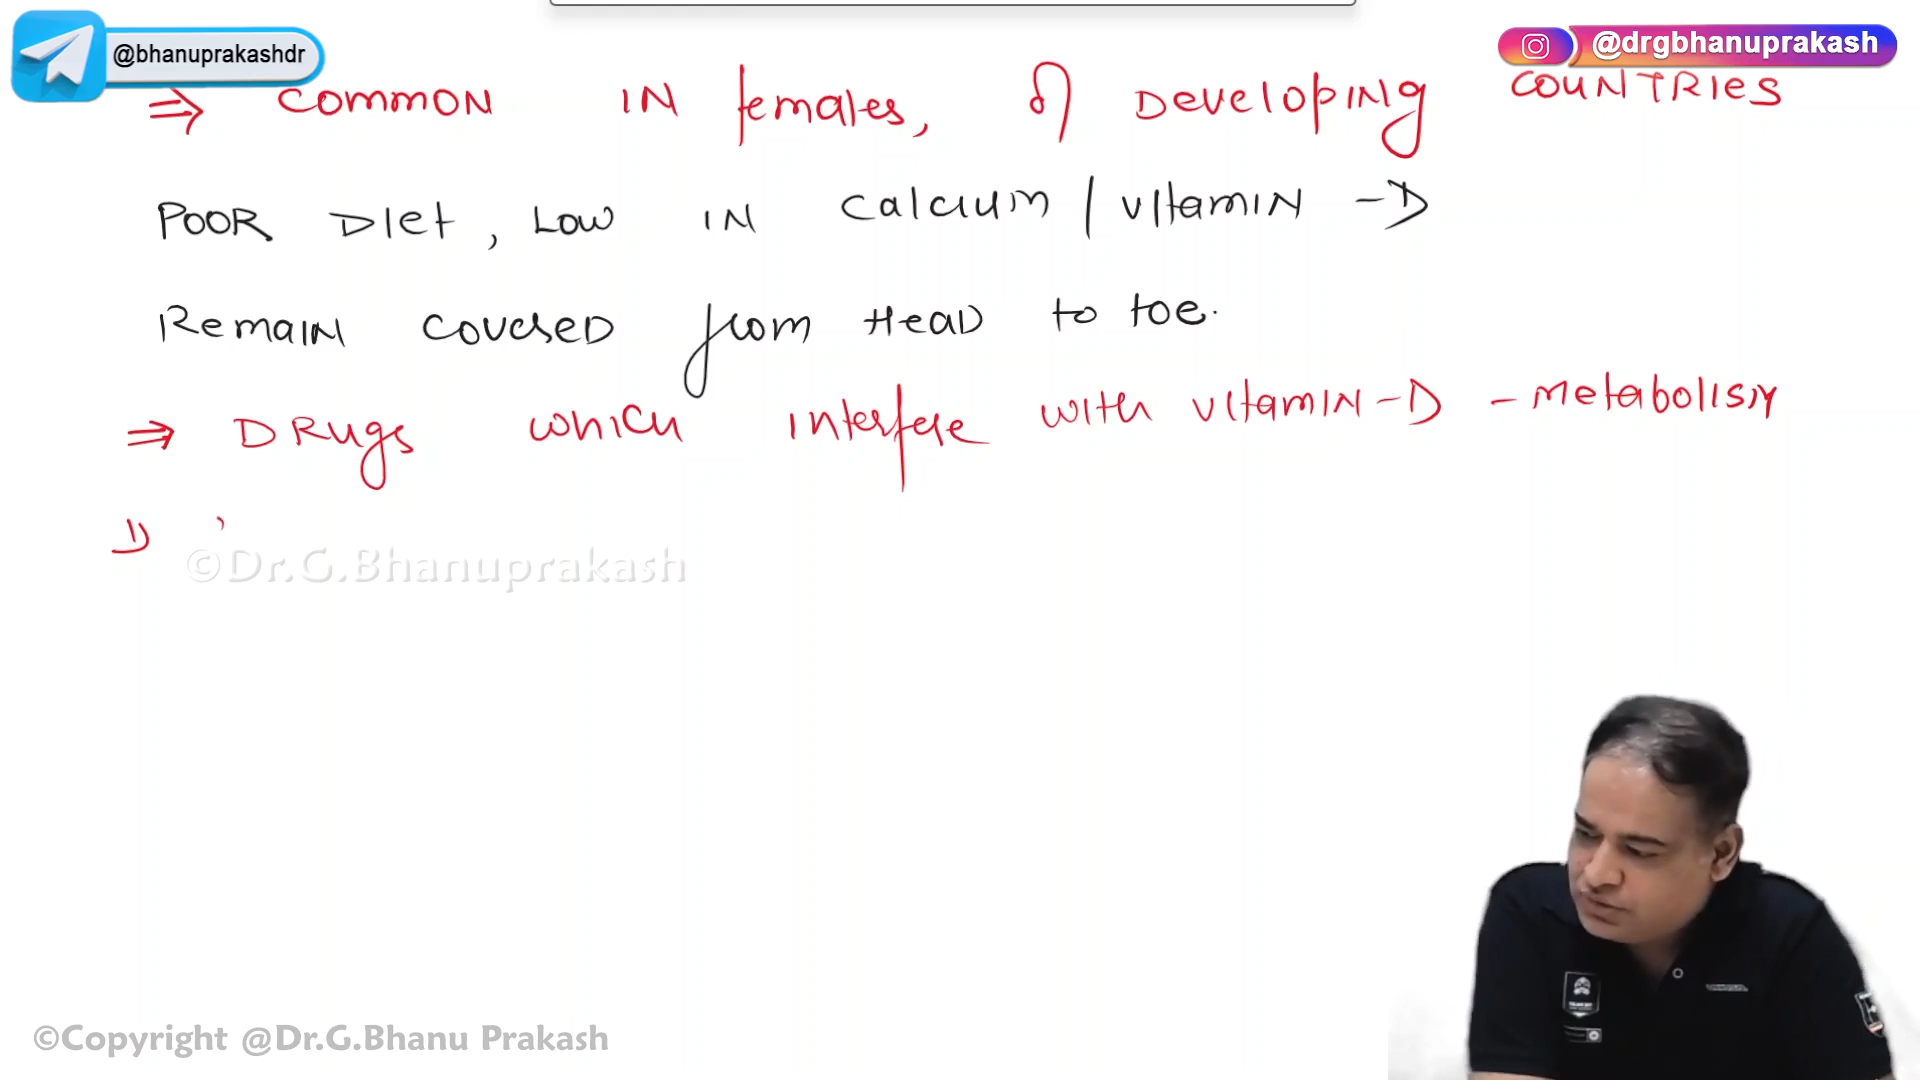 @bhanuprakashdr
@drgbhanuprakash
⇒ COMMON IN females, of DEVELOPING COUNTRIES
POOR DIet, LOW IN CalCIUM / VItamIN - D
RemaIN COVERED from HeaD to toe.
⇒ DRUgs which interfere with VItamIN - D - metabolism
1)
©Dr.G.Bhanuprakash
©Copyright @Dr.G.Bhanu Prakash